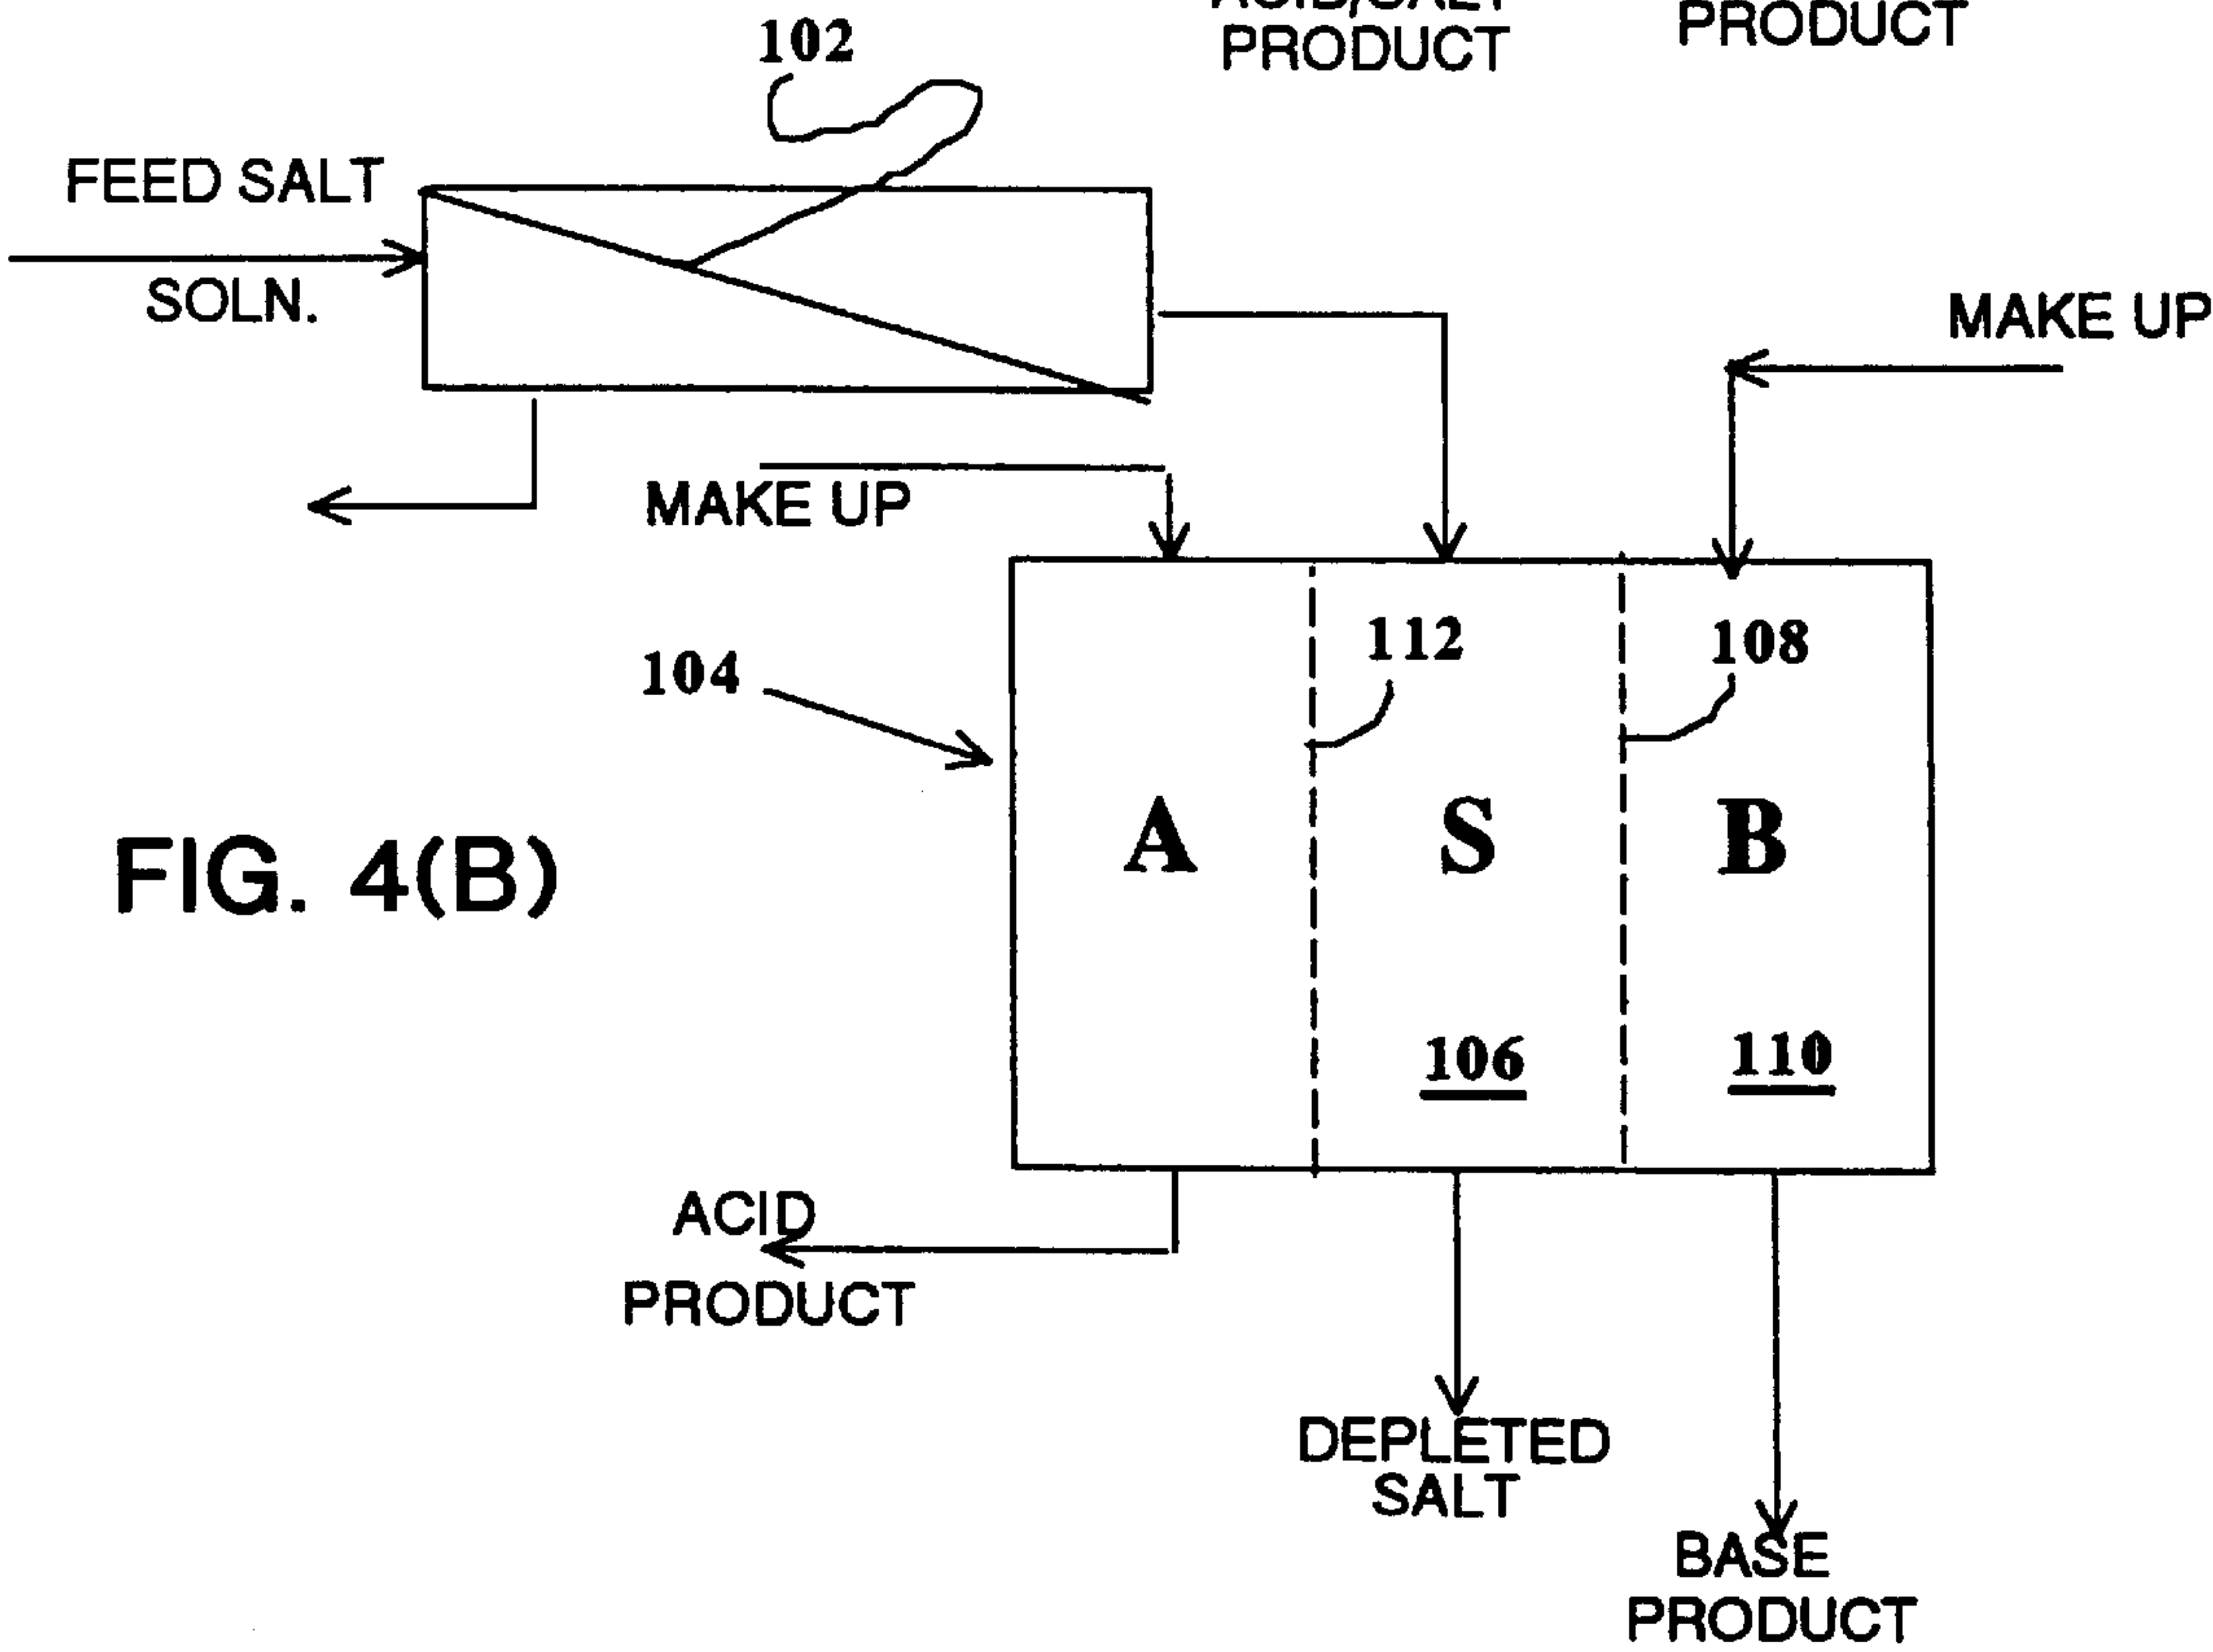 PRODUCT
PRODUCT
102
FEED SALT
SOLN.
MAKE UP
MAKE UP
112
108
104
A
S
B
FIG. 4(B)
106
110
ACID
PRODUCT
DEPLETED
SALT
BASE
PRODUCT